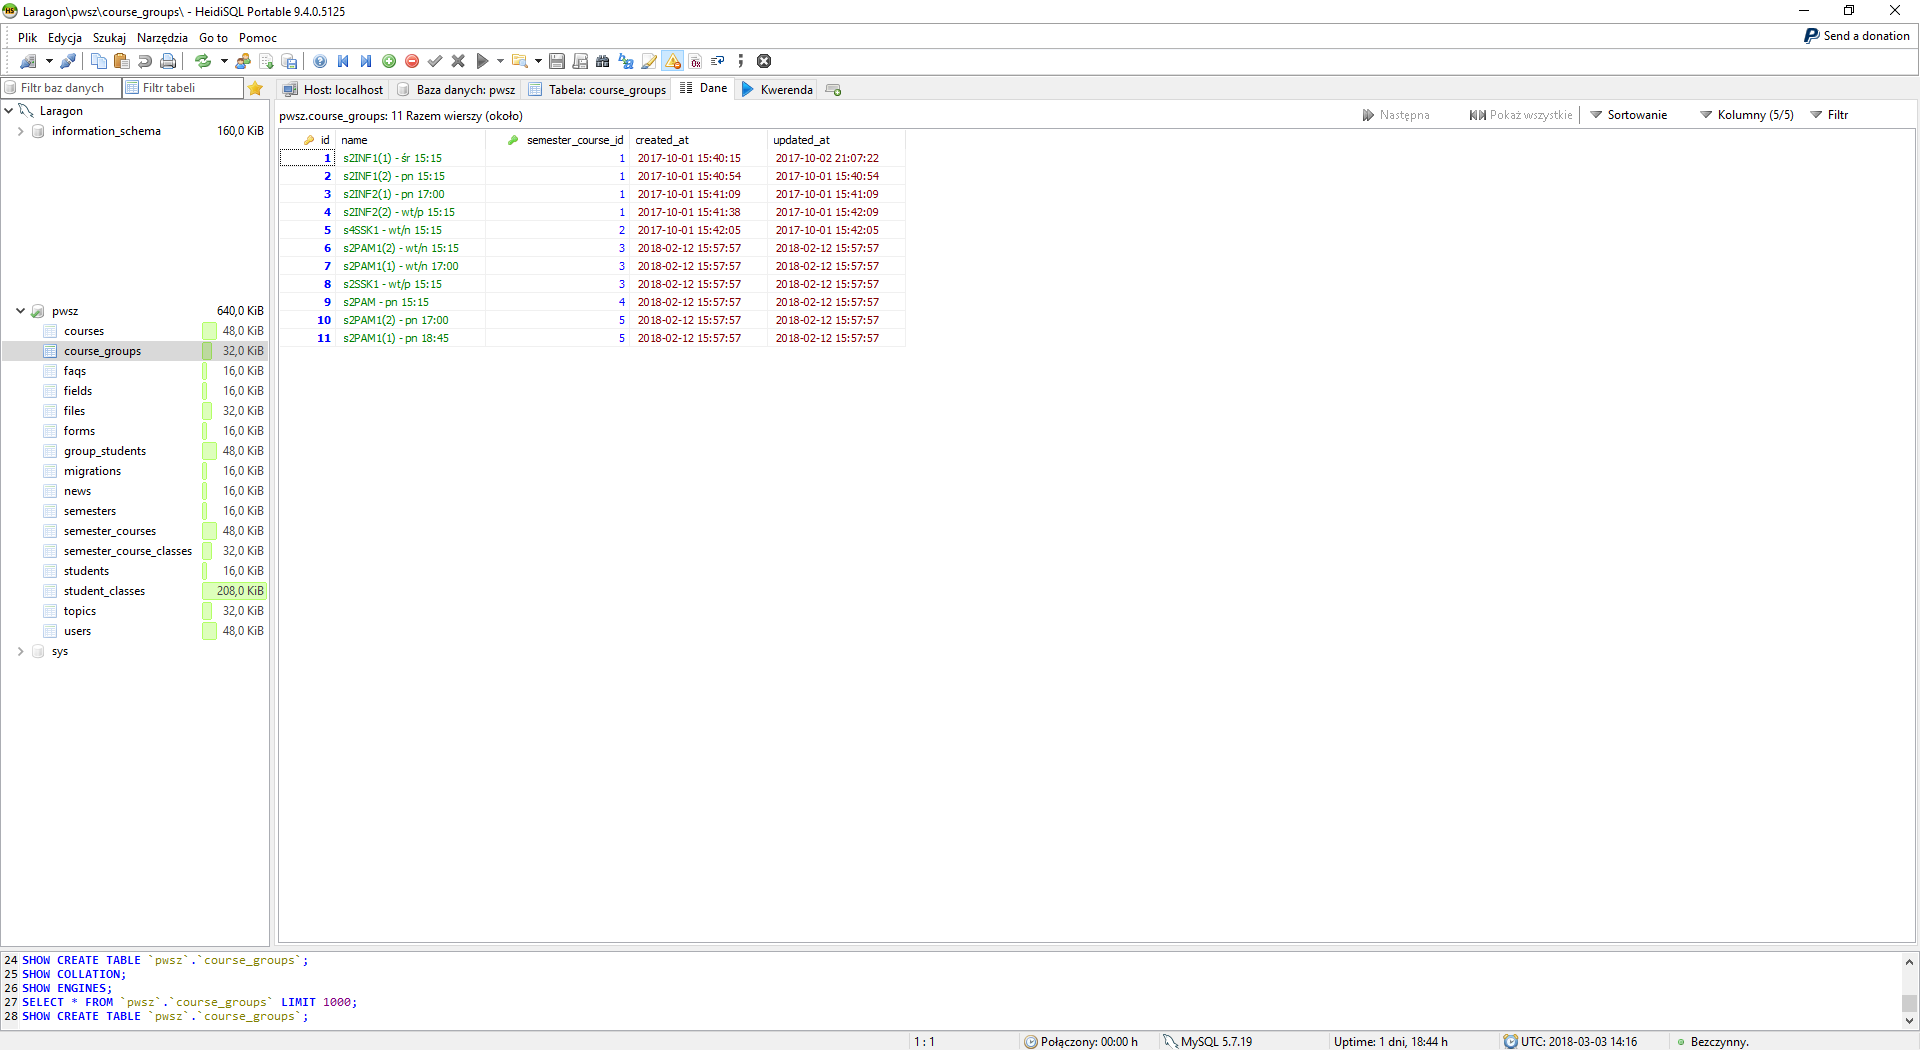 Laragon\pwsz\course_groups\ - HeidiSQL Portable 9.4.0.5125
Plik Edycja Szukaj Narzędzia Go to Pomoc
Send a donation
Filtr baz danych Filtr tabeli
Host: localhost Baza danych: pwsz Tabela: course_groups Dane Kwerenda
Laragon
information_schema 160,0 KiB
pwsz 640,0 KiB
courses 48,0 KiB
course_groups 32,0 KiB
faqs 16,0 KiB
fields 16,0 KiB
files 32,0 KiB
forms 16,0 KiB
group_students 48,0 KiB
migrations 16,0 KiB
news 16,0 KiB
semesters 16,0 KiB
semester_courses 48,0 KiB
semester_course_classes 32,0 KiB
students 16,0 KiB
student_classes 208,0 KiB
topics 32,0 KiB
users 48,0 KiB
sys
pwsz.course_groups: 11 Razem wierszy (około)
Następna Pokaż wszystkie Sortowanie Kolumny (5/5) Filtr
id name semester_course_id created_at updated_at
1 s2INF1(1) - śr 15:15 1 2017-10-01 15:40:15 2017-10-02 21:07:22
2 s2INF1(2) - pn 15:15 1 2017-10-01 15:40:54 2017-10-01 15:40:54
3 s2INF2(1) - pn 17:00 1 2017-10-01 15:41:09 2017-10-01 15:41:09
4 s2INF2(2) - wt/p 15:15 1 2017-10-01 15:41:38 2017-10-01 15:42:09
5 s4SSK1 - wt/n 15:15 2 2017-10-01 15:42:05 2017-10-01 15:42:05
6 s2PAM1(2) - wt/n 15:15 3 2018-02-12 15:57:57 2018-02-12 15:57:57
7 s2PAM1(1) - wt/n 17:00 3 2018-02-12 15:57:57 2018-02-12 15:57:57
8 s2SSK1 - wt/p 15:15 3 2018-02-12 15:57:57 2018-02-12 15:57:57
9 s2PAM - pn 15:15 4 2018-02-12 15:57:57 2018-02-12 15:57:57
10 s2PAM1(2) - pn 17:00 5 2018-02-12 15:57:57 2018-02-12 15:57:57
11 s2PAM1(1) - pn 18:45 5 2018-02-12 15:57:57 2018-02-12 15:57:57
24 SHOW CREATE TABLE `pwsz`.`course_groups`;
25 SHOW COLLATION;
26 SHOW ENGINES;
27 SELECT * FROM `pwsz`.`course_groups` LIMIT 1000;
28 SHOW CREATE TABLE `pwsz`.`course_groups`;
1 : 1 Połączony: 00:00 h MySQL 5.7.19 Uptime: 1 dni, 18:44 h UTC: 2018-03-03 14:16 Bezczynny.